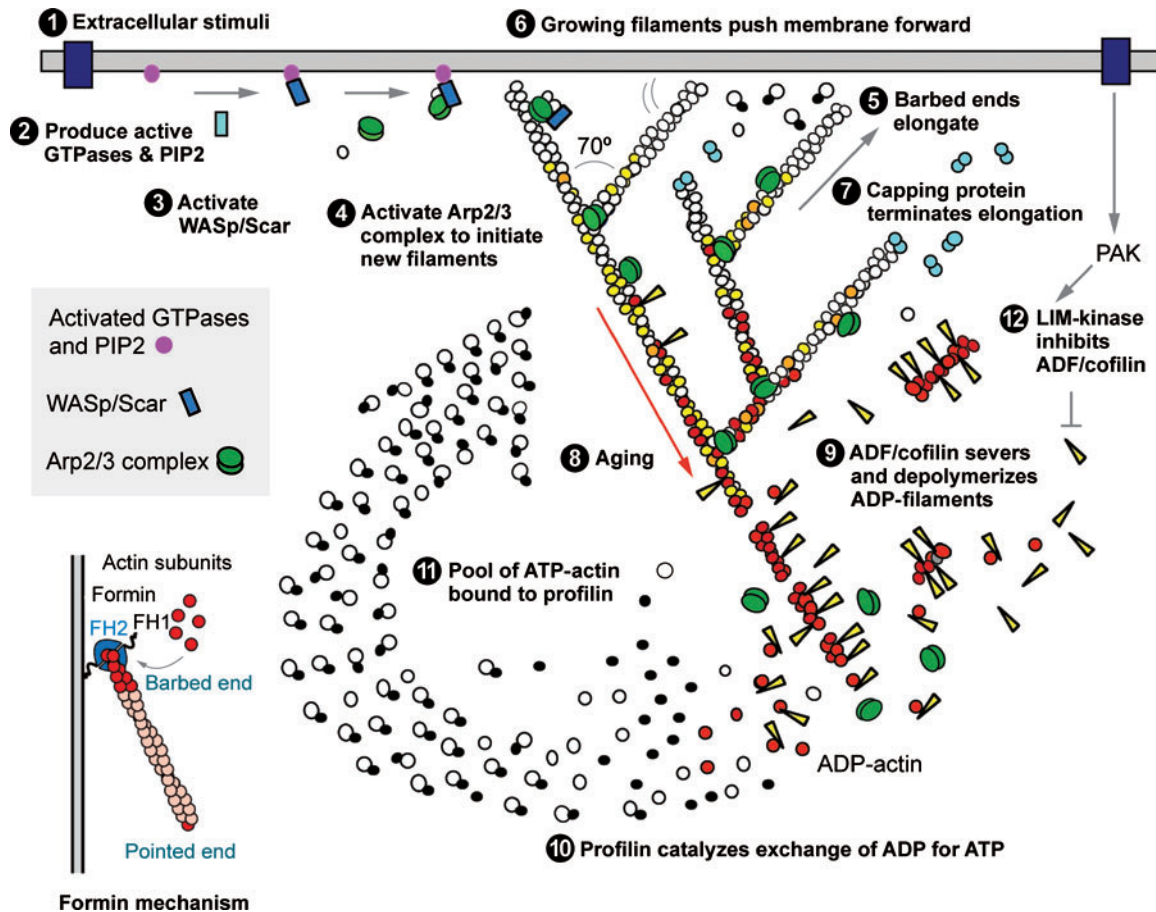 1 Extracellular stimuli
6 Growing filaments push membrane forward
2 Produce active
GTPases & PIP2
3 Activate
WASp/Scar
4 Activate Arp2/3
complex to initiate
new filaments
70º
5 Barbed ends
elongate
7 Capping protein
terminates elongation
PAK
12 LIM-kinase
inhibits
ADF/cofilin
Activated GTPases
and PIP2
WASp/Scar
Arp2/3 complex
8 Aging
9 ADF/cofilin severs
and depolymerizes
ADP-filaments
11 Pool of ATP-actin
bound to profilin
ADP-actin
10 Profilin catalyzes exchange of ADP for ATP
Actin subunits
Formin
FH2
FH1
Barbed end
Pointed end
Formin mechanism